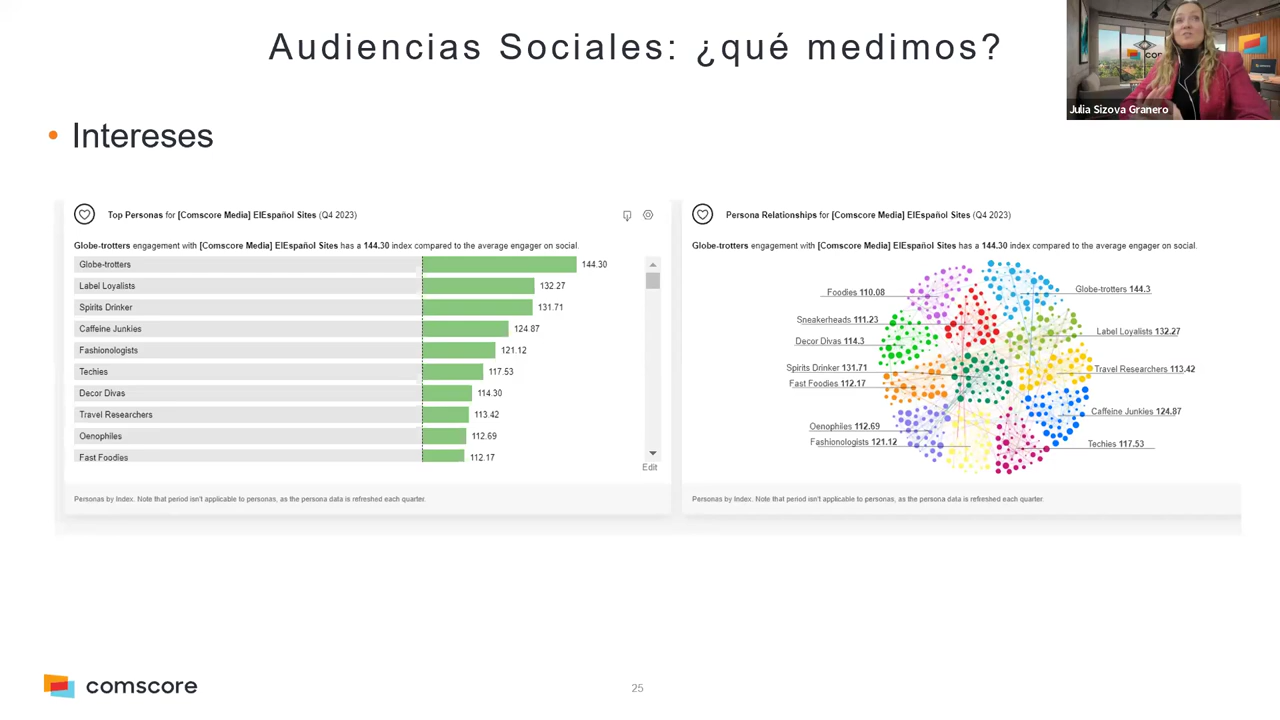 Audiencias Sociales: ¿qué medimos?
Julia Sizova Granero
• Intereses
Top Personas for [Comscore Media] ElEspañol Sites (Q4 2023)
Globe-trotters engagement with [Comscore Media] ElEspañol Sites has a 144.30 index compared to the average engager on social.
Globe-trotters 144.30
Label Loyalists 132.27
Spirits Drinker 131.71
Caffeine Junkies 124.87
Fashionologists 121.12
Techies 117.53
Decor Divas 114.30
Travel Researchers 113.42
Oenophiles 112.69
Fast Foodies 112.17
Edit
Personas by Index. Note that period isn't applicable to personas, as the persona data is refreshed each quarter.
Persona Relationships for [Comscore Media] ElEspañol Sites (Q4 2023)
Globe-trotters engagement with [Comscore Media] ElEspañol Sites has a 144.30 index compared to the average engager on social.
Foodies 110.08
Globe-trotters 144.3
Sneakerheads 111.23
Label Loyalists 132.27
Decor Divas 114.3
Spirits Drinker 131.71
Travel Researchers 113.42
Fast Foodies 112.17
Caffeine Junkies 124.87
Oenophiles 112.69
Fashionologists 121.12
Techies 117.53
Personas by Index. Note that period isn't applicable to personas, as the persona data is refreshed each quarter.
comscore
25